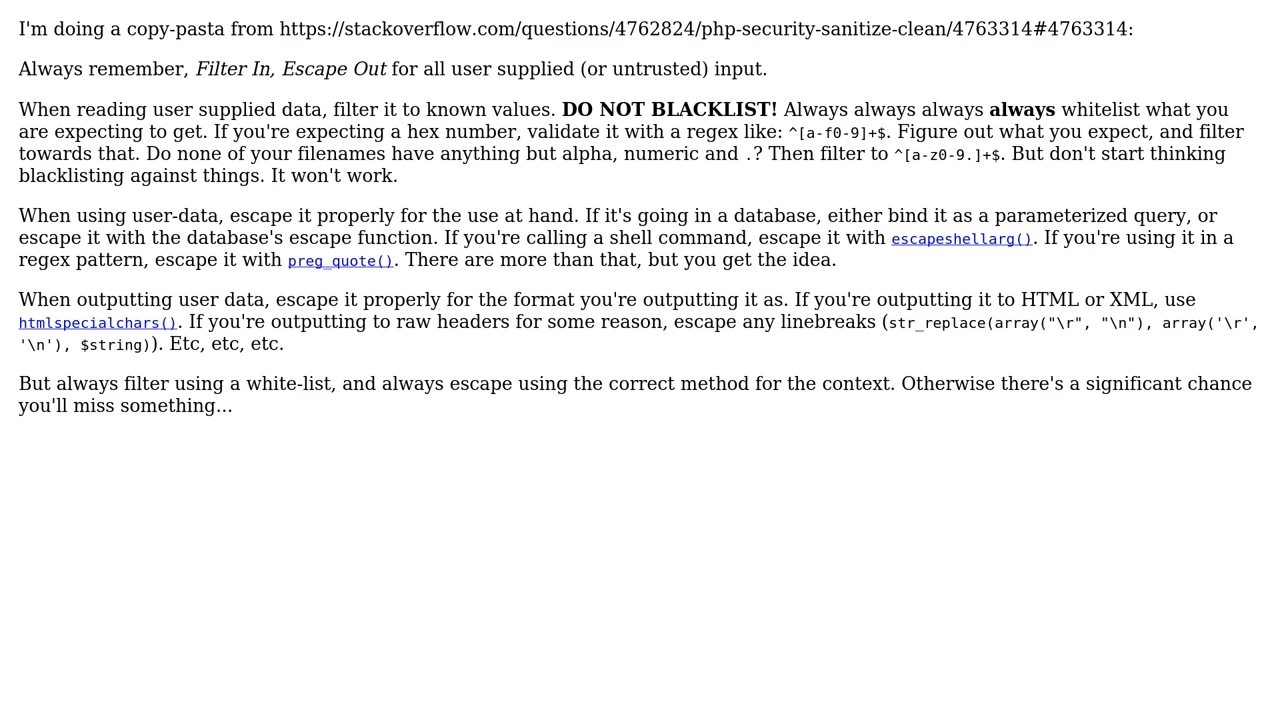 I'm doing a copy-pasta from https://stackoverflow.com/questions/4762824/php-security-sanitize-clean/4763314#4763314:
Always remember, Filter In, Escape Out for all user supplied (or untrusted) input.
When reading user supplied data, filter it to known values. DO NOT BLACKLIST! Always always always always whitelist what you
are expecting to get. If you're expecting a hex number, validate it with a regex like: ^[a-f0-9]+$. Figure out what you expect, and filter
towards that. Do none of your filenames have anything but alpha, numeric and .? Then filter to ^[a-z0-9.]+$. But don't start thinking
blacklisting against things. It won't work.
When using user-data, escape it properly for the use at hand. If it's going in a database, either bind it as a parameterized query, or
escape it with the database's escape function. If you're calling a shell command, escape it with escapeshellarg(). If you're using it in a
regex pattern, escape it with preg_quote(). There are more than that, but you get the idea.
When outputting user data, escape it properly for the format you're outputting it as. If you're outputting it to HTML or XML, use
htmlspecialchars(). If you're outputting to raw headers for some reason, escape any linebreaks (str_replace(array("\r", "\n"), array('\r',
'\n'), $string)). Etc, etc, etc.
But always filter using a white-list, and always escape using the correct method for the context. Otherwise there's a significant chance
you'll miss something...